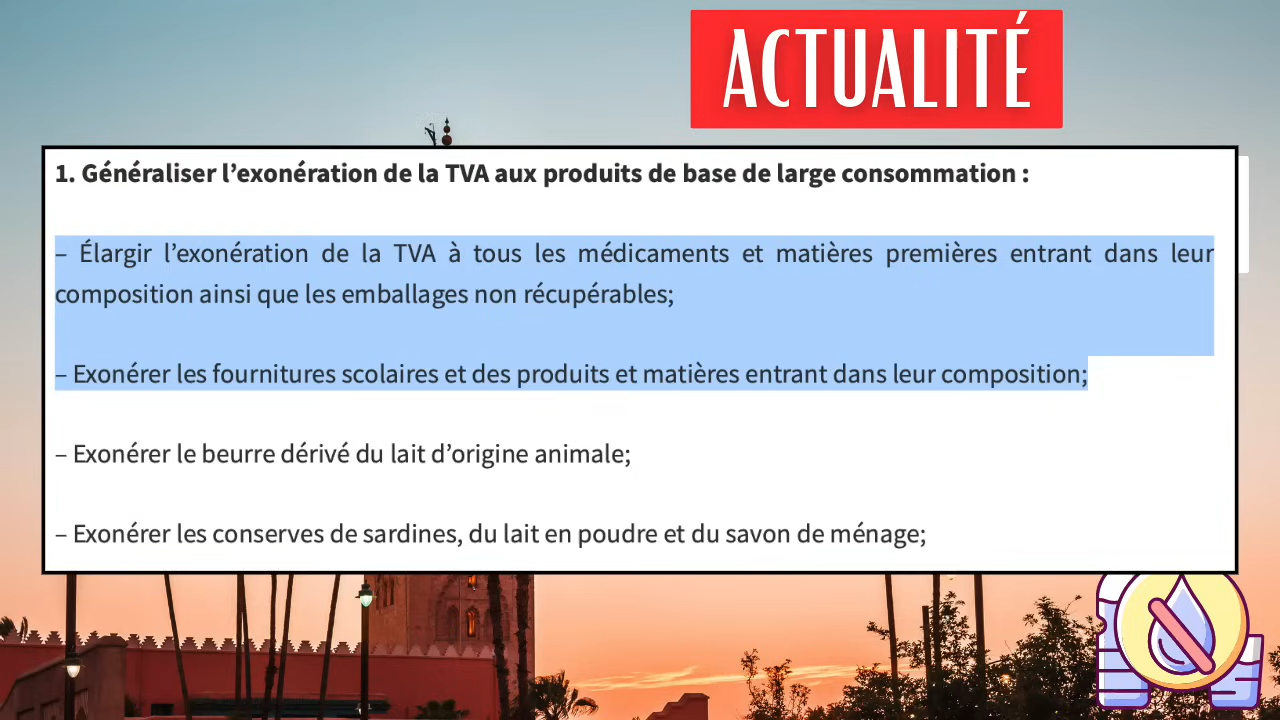 ACTUALITÉ
1. Généraliser l’exonération de la TVA aux produits de base de large consommation :
– Élargir l’exonération de la TVA à tous les médicaments et matières premières entrant dans leur
composition ainsi que les emballages non récupérables;
– Exonérer les fournitures scolaires et des produits et matières entrant dans leur composition;
– Exonérer le beurre dérivé du lait d’origine animale;
– Exonérer les conserves de sardines, du lait en poudre et du savon de ménage;